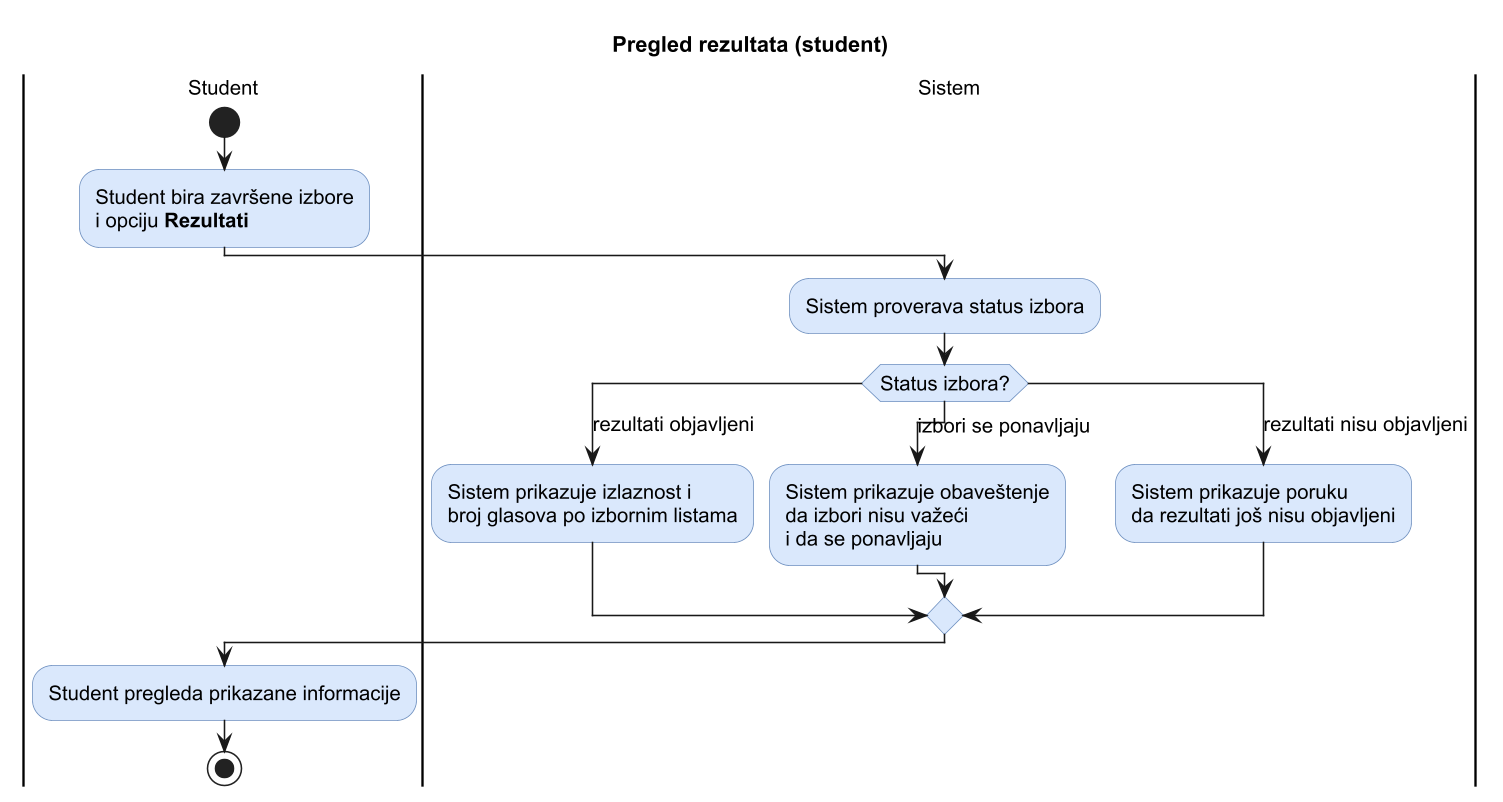 Pregled rezultata (student)
Student
Sistem
Student bira završene izbore
i opciju Rezultati
Sistem proverava status izbora
Status izbora?
rezultati objavljeni
izbori se ponavljaju
rezultati nisu objavljeni
Sistem prikazuje izlaznost i
broj glasova po izbornim listama
Sistem prikazuje obaveštenje
da izbori nisu važeći
i da se ponavljaju
Sistem prikazuje poruku
da rezultati još nisu objavljeni
Student pregleda prikazane informacije